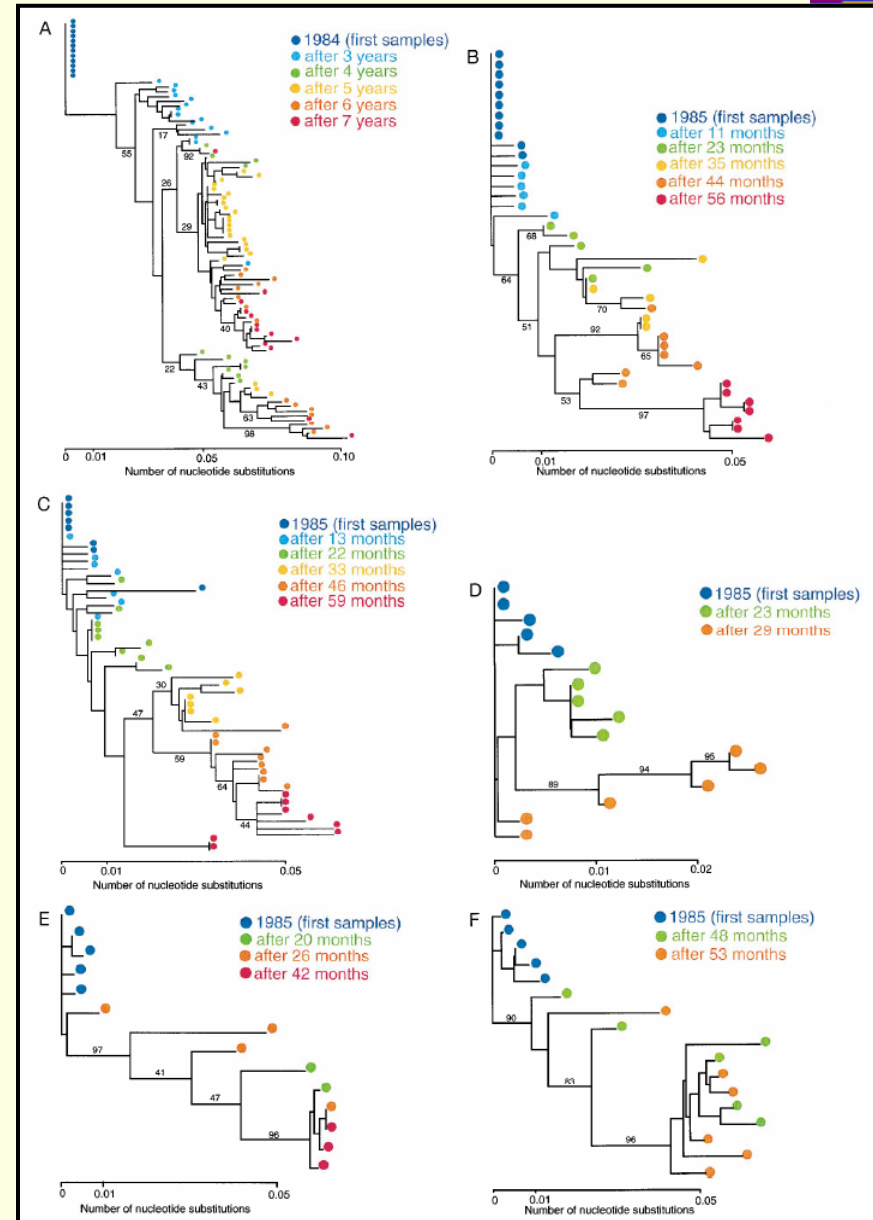 A
1984 (first samples)
after 3 years
after 4 years
after 5 years
after 6 years
after 7 years
17
55
92
26
29
40
22
43
63
98
0 0.01 0.05 0.10
Number of nucleotide substitutions
B
1985 (first samples)
after 11 months
after 23 months
after 35 months
after 44 months
after 56 months
68
64
70
51
92
65
53
97
0 0.01 0.05
Number of nucleotide substitutions
C
1985 (first samples)
after 13 months
after 22 months
after 33 months
after 46 months
after 59 months
30
47
59
64
44
0 0.01 0.05
Number of nucleotide substitutions
D
1985 (first samples)
after 23 months
after 29 months
95
94
89
0 0.01 0.02
Number of nucleotide substitutions
E
1985 (first samples)
after 20 months
after 26 months
after 42 months
97
41
47
96
0 0.05
Number of nucleotide substitutions
F
1985 (first samples)
after 48 months
after 53 months
90
83
96
0 0.01 0.05
Number of nucleotide substitutions